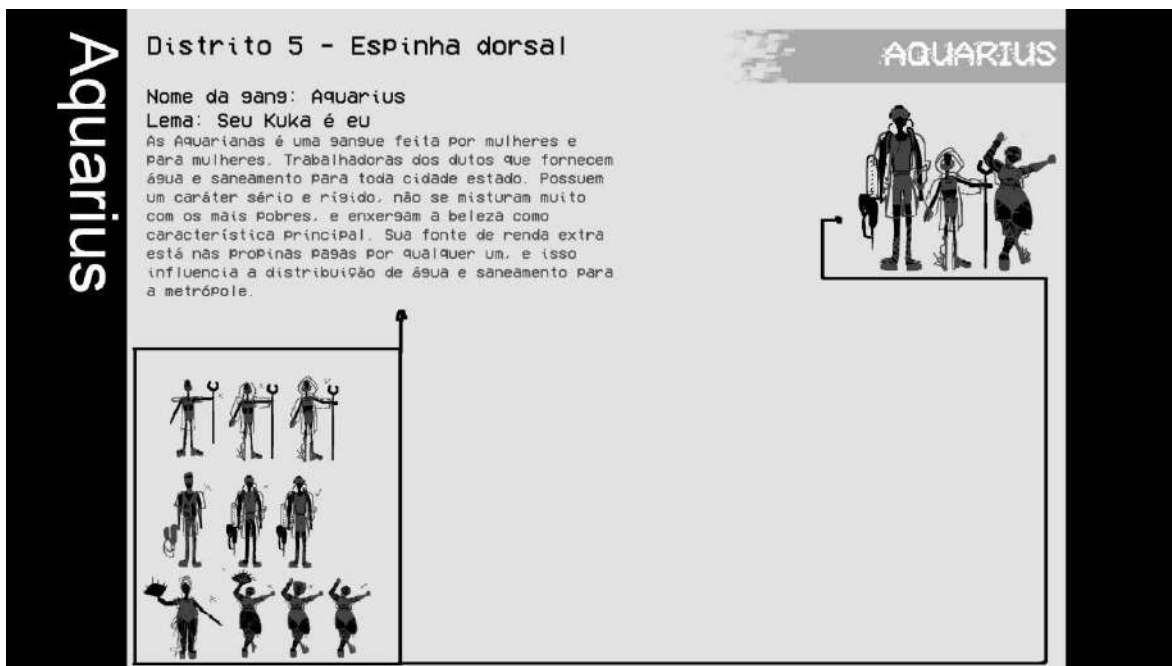 Aquarius
Distrito 5 - Espinha dorsal
AQUARIUS
Nome da gang: Aquarius
Lema: Seu Kuka é eu
As Aquarianas é uma gangue feita por mulheres e
para mulheres. Trabalhadoras dos dutos que fornecem
água e saneamento para toda cidade estado. Possuem
um caráter sério e rígido, não se misturam muito
com os mais pobres, e enxergam a beleza como
característica principal. Sua fonte de renda extra
está nas propinas pagas por qualquer um, e isso
influencia a distribuição de água e saneamento para
a metrópole.